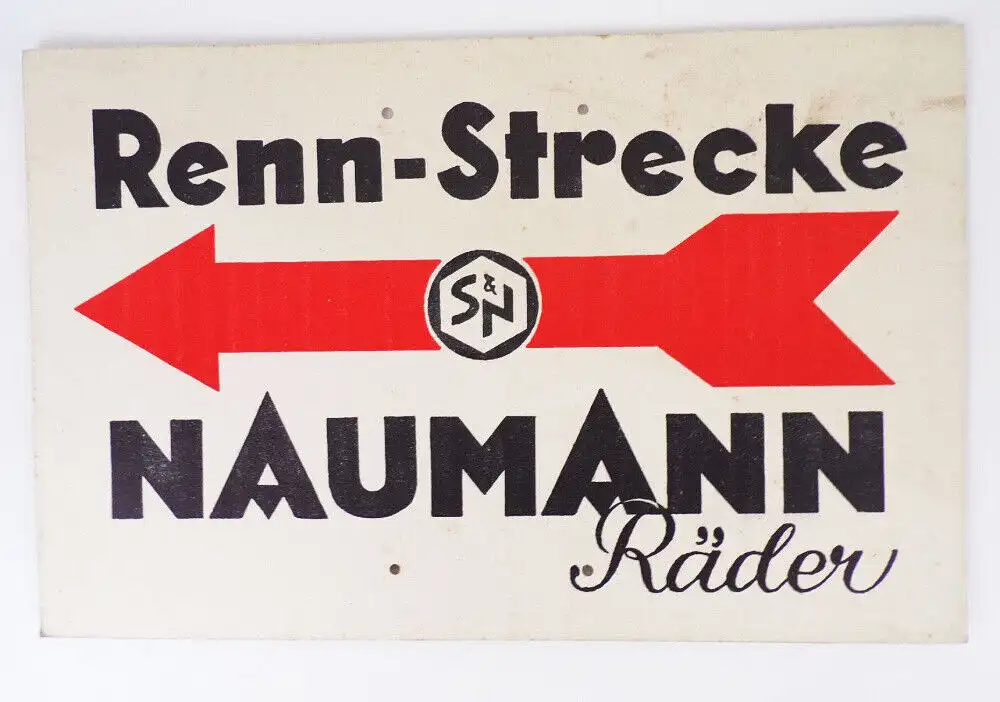 Renn-Strecke
S&N
NAUMANN
Räder